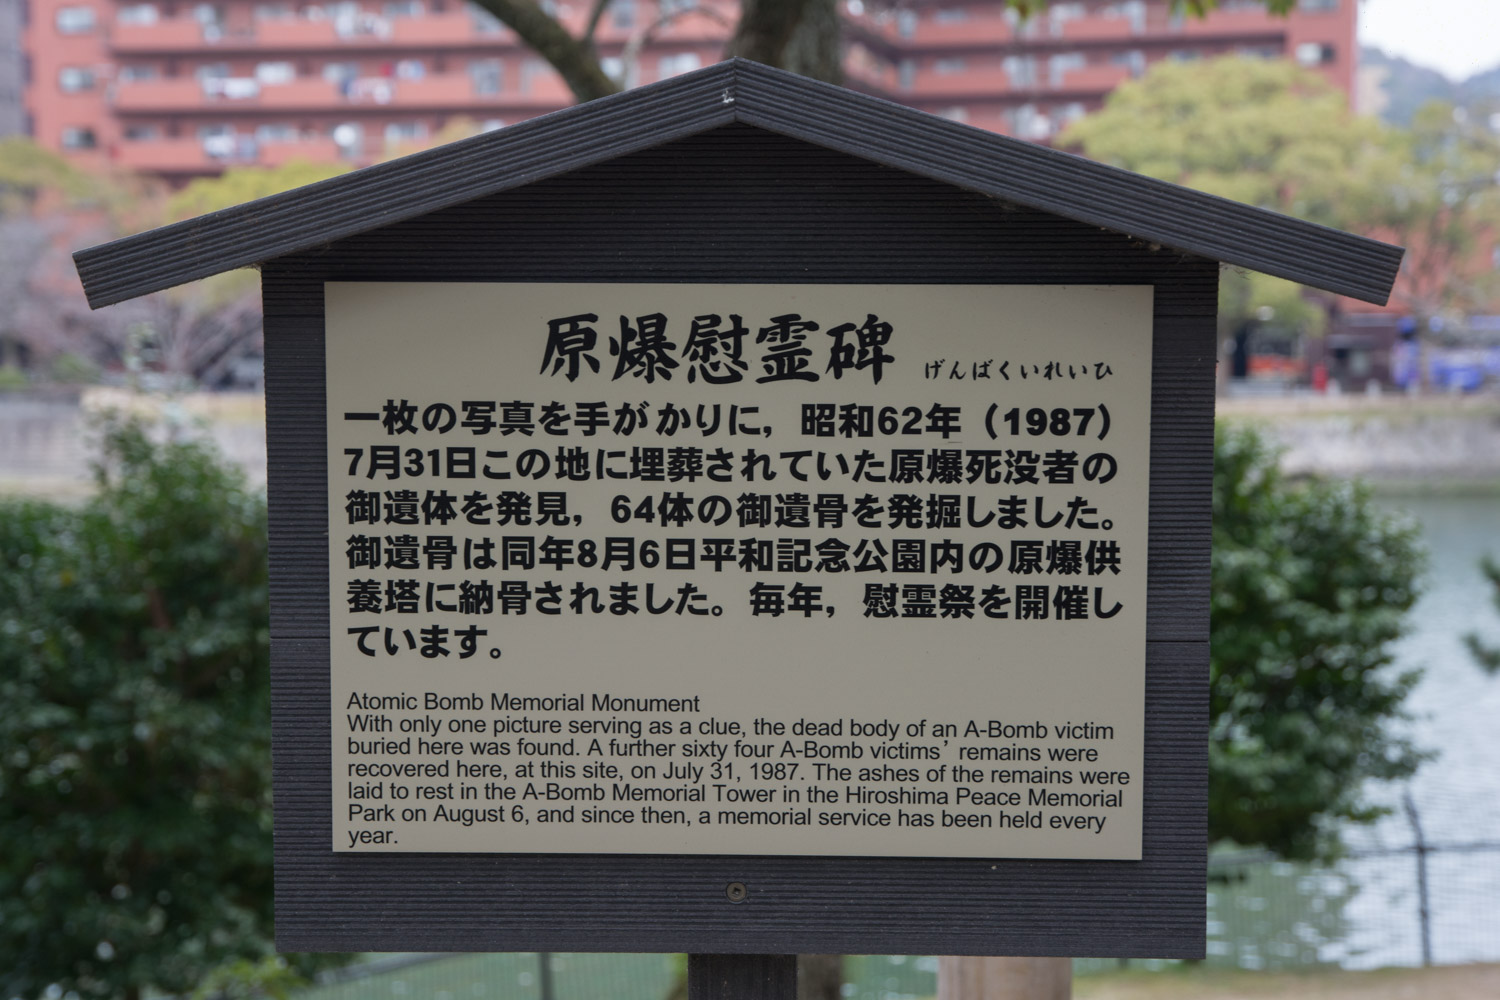 原爆慰霊碑 げんばくいれいひ
一枚の写真を手がかりに，昭和62年（1987）
7月31日この地に埋葬されていた原爆死没者の
御遺体を発見，64体の御遺骨を発掘しました。
御遺骨は同年8月6日平和記念公園内の原爆供
養塔に納骨されました。毎年，慰霊祭を開催し
ています。
Atomic Bomb Memorial Monument
With only one picture serving as a clue, the dead body of an A-Bomb victim
buried here was found. A further sixty four A-Bomb victims’ remains were
recovered here, at this site, on July 31, 1987. The ashes of the remains were
laid to rest in the A-Bomb Memorial Tower in the Hiroshima Peace Memorial
Park on August 6, and since then, a memorial service has been held every
year.